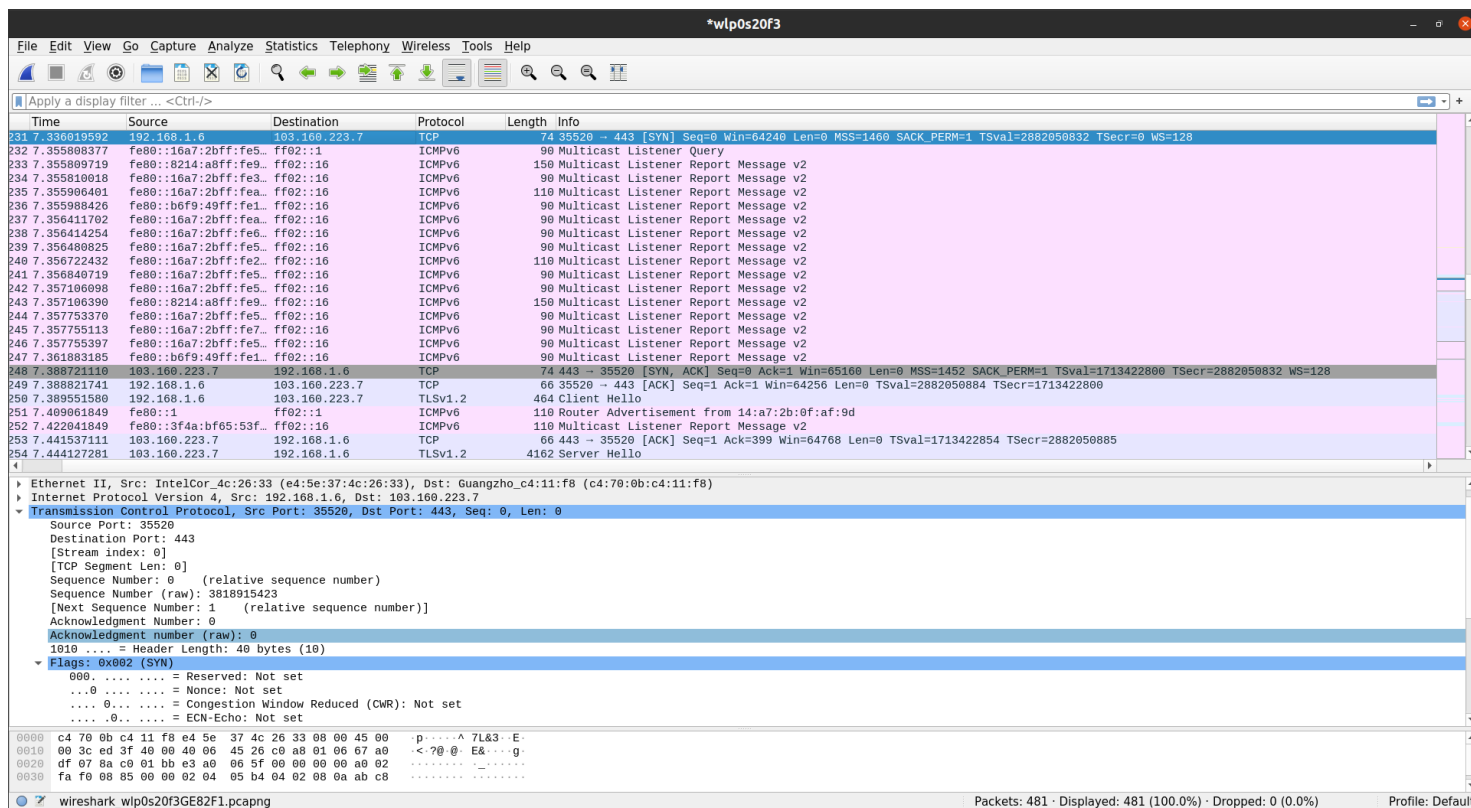 *wlp0s20f3
File Edit View Go Capture Analyze Statistics Telephony Wireless Tools Help
Apply a display filter ... <Ctrl-/>
Time Source Destination Protocol Length Info
231 7.336019592 192.168.1.6 103.160.223.7 TCP 74 35520 → 443 [SYN] Seq=0 Win=64240 Len=0 MSS=1460 SACK_PERM=1 TSval=2882050832 TSecr=0 WS=128
232 7.355808377 fe80::16a7:2bff:fe5… ff02::1 ICMPv6 90 Multicast Listener Query
233 7.355809719 fe80::8214:a8ff:fe9… ff02::16 ICMPv6 150 Multicast Listener Report Message v2
234 7.355810018 fe80::16a7:2bff:fe3… ff02::16 ICMPv6 90 Multicast Listener Report Message v2
235 7.355906401 fe80::16a7:2bff:fea… ff02::16 ICMPv6 110 Multicast Listener Report Message v2
236 7.355988426 fe80::b6f9:49ff:fe1… ff02::16 ICMPv6 90 Multicast Listener Report Message v2
237 7.356411702 fe80::16a7:2bff:fea… ff02::16 ICMPv6 90 Multicast Listener Report Message v2
238 7.356414254 fe80::16a7:2bff:fe6… ff02::16 ICMPv6 90 Multicast Listener Report Message v2
239 7.356480825 fe80::16a7:2bff:fe5… ff02::16 ICMPv6 90 Multicast Listener Report Message v2
240 7.356722432 fe80::16a7:2bff:fe2… ff02::16 ICMPv6 110 Multicast Listener Report Message v2
241 7.356840719 fe80::16a7:2bff:fe5… ff02::16 ICMPv6 90 Multicast Listener Report Message v2
242 7.357106098 fe80::16a7:2bff:fe5… ff02::16 ICMPv6 90 Multicast Listener Report Message v2
243 7.357106390 fe80::8214:a8ff:fe9… ff02::16 ICMPv6 150 Multicast Listener Report Message v2
244 7.357753370 fe80::16a7:2bff:fe5… ff02::16 ICMPv6 90 Multicast Listener Report Message v2
245 7.357755113 fe80::16a7:2bff:fe7… ff02::16 ICMPv6 90 Multicast Listener Report Message v2
246 7.357755397 fe80::16a7:2bff:fe5… ff02::16 ICMPv6 90 Multicast Listener Report Message v2
247 7.361883185 fe80::b6f9:49ff:fe1… ff02::16 ICMPv6 90 Multicast Listener Report Message v2
248 7.388721110 103.160.223.7 192.168.1.6 TCP 74 443 → 35520 [SYN, ACK] Seq=0 Ack=1 Win=65160 Len=0 MSS=1452 SACK_PERM=1 TSval=1713422800 TSecr=2882050832 WS=128
249 7.388821741 192.168.1.6 103.160.223.7 TCP 66 35520 → 443 [ACK] Seq=1 Ack=1 Win=64256 Len=0 TSval=2882050884 TSecr=1713422800
250 7.389551580 192.168.1.6 103.160.223.7 TLSv1.2 464 Client Hello
251 7.409061849 fe80::1 ff02::1 ICMPv6 110 Router Advertisement from 14:a7:2b:0f:af:9d
252 7.422041849 fe80::3f4a:bf65:53f… ff02::16 ICMPv6 110 Multicast Listener Report Message v2
253 7.441537111 103.160.223.7 192.168.1.6 TCP 66 443 → 35520 [ACK] Seq=1 Ack=399 Win=64768 Len=0 TSval=1713422854 TSecr=2882050885
254 7.444127281 103.160.223.7 192.168.1.6 TLSv1.2 4162 Server Hello
Ethernet II, Src: IntelCor_4c:26:33 (e4:5e:37:4c:26:33), Dst: Guangzho_c4:11:f8 (c4:70:0b:c4:11:f8)
Internet Protocol Version 4, Src: 192.168.1.6, Dst: 103.160.223.7
Transmission Control Protocol, Src Port: 35520, Dst Port: 443, Seq: 0, Len: 0
Source Port: 35520
Destination Port: 443
[Stream index: 0]
[TCP Segment Len: 0]
Sequence Number: 0 (relative sequence number)
Sequence Number (raw): 3818915423
[Next Sequence Number: 1 (relative sequence number)]
Acknowledgment Number: 0
Acknowledgment number (raw): 0
1010 .... = Header Length: 40 bytes (10)
Flags: 0x002 (SYN)
000. .... .... = Reserved: Not set
...0 .... .... = Nonce: Not set
.... 0... .... = Congestion Window Reduced (CWR): Not set
.... .0.. .... = ECN-Echo: Not set
0000 c4 70 0b c4 11 f8 e4 5e 37 4c 26 33 08 00 45 00 ·p·····^ 7L&3··E·
0010 00 3c ed 3f 40 00 40 06 45 26 c0 a8 01 06 67 a0 ·<·?@·@· E&····g·
0020 df 07 8a c0 01 bb e3 a0 06 5f 00 00 00 00 a0 02 ········ ·_······
0030 fa f0 08 85 00 00 02 04 05 b4 04 02 08 0a ab c8 ········ ········
wireshark_wlp0s20f3GE82F1.pcapng Packets: 481 · Displayed: 481 (100.0%) · Dropped: 0 (0.0%) Profile: Default